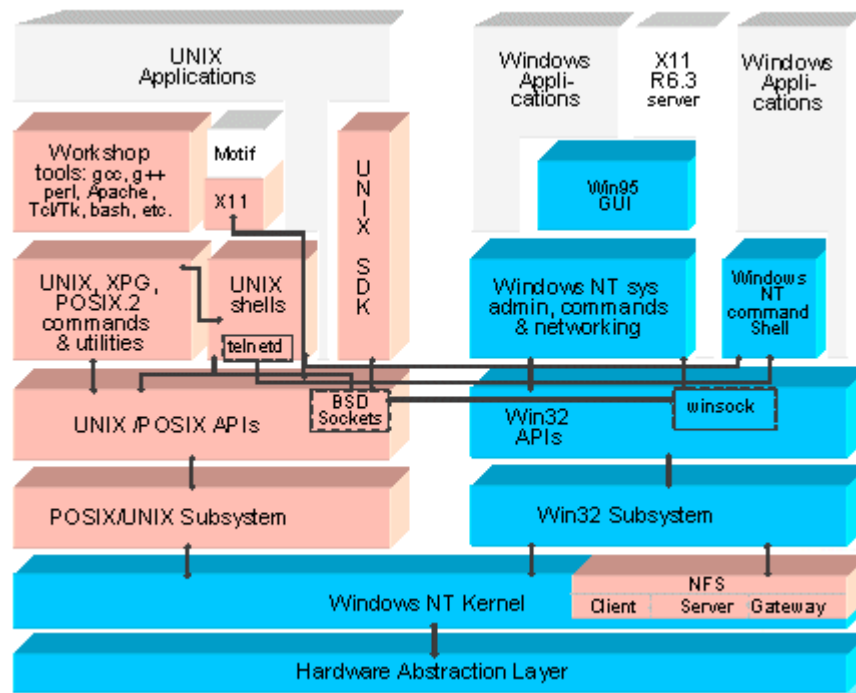 UNIX
Applications
Windows
Appli-
cations
X11
R6.3
server
Windows
Appli-
cations
Workshop
tools: gcc, g++
perl, Apache,
Tcl/Tk, bash, etc.
Motif
X11
UNIX SDK
Win95
GUI
UNIX, XPG,
POSIX.2
commands
& utilities
UNIX
shells
telnetd
Windows NT sys
admin, commands
& networking
Windows
NT
command
Shell
UNIX /POSIX APIs
BSD
Sockets
Win32
APIs
winsock
POSIX/UNIX Subsystem
Win32 Subsystem
Windows NT Kernel
NFS
Client Server Gateway
Hardware Abstraction Layer